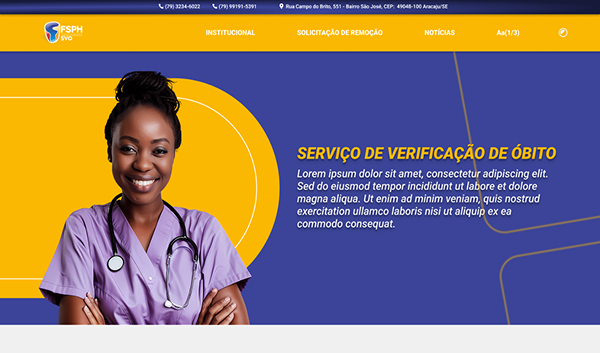 (79) 3234-6022 (79) 99191-5391 Rua Campo do Brito, 551 - Bairro São José, CEP: 49048-100 Aracaju/SE
FSPH
SVO
INSTITUCIONAL SOLICITAÇÃO DE REMOÇÃO NOTÍCIAS Aa(1/3)
SERVIÇO DE VERIFICAÇÃO DE ÓBITO
Lorem ipsum dolor sit amet, consectetur adipiscing elit.
Sed do eiusmod tempor incididunt ut labore et dolore
magna aliqua. Ut enim ad minim veniam, quis nostrud
exercitation ullamco laboris nisi ut aliquip ex ea
commodo consequat.